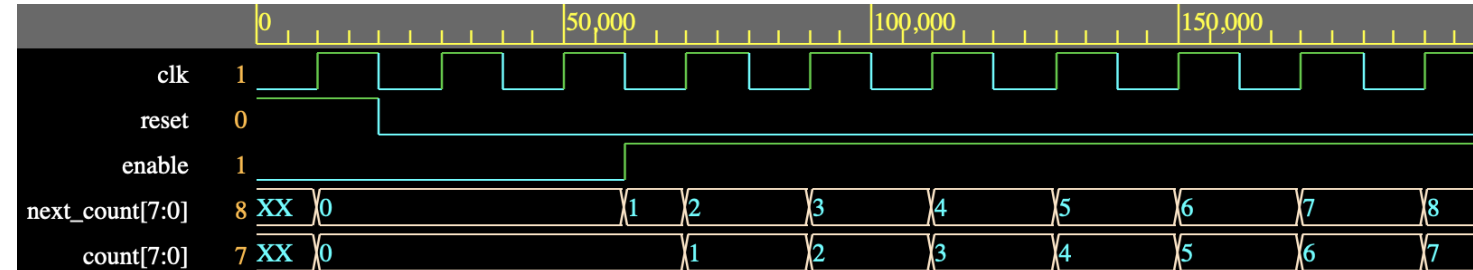 0 50,000 100,000 150,000
clk 1
reset 0
enable 1
next_count[7:0] 8 XX 0 1 2 3 4 5 6 7 8
count[7:0] 7 XX 0 1 2 3 4 5 6 7